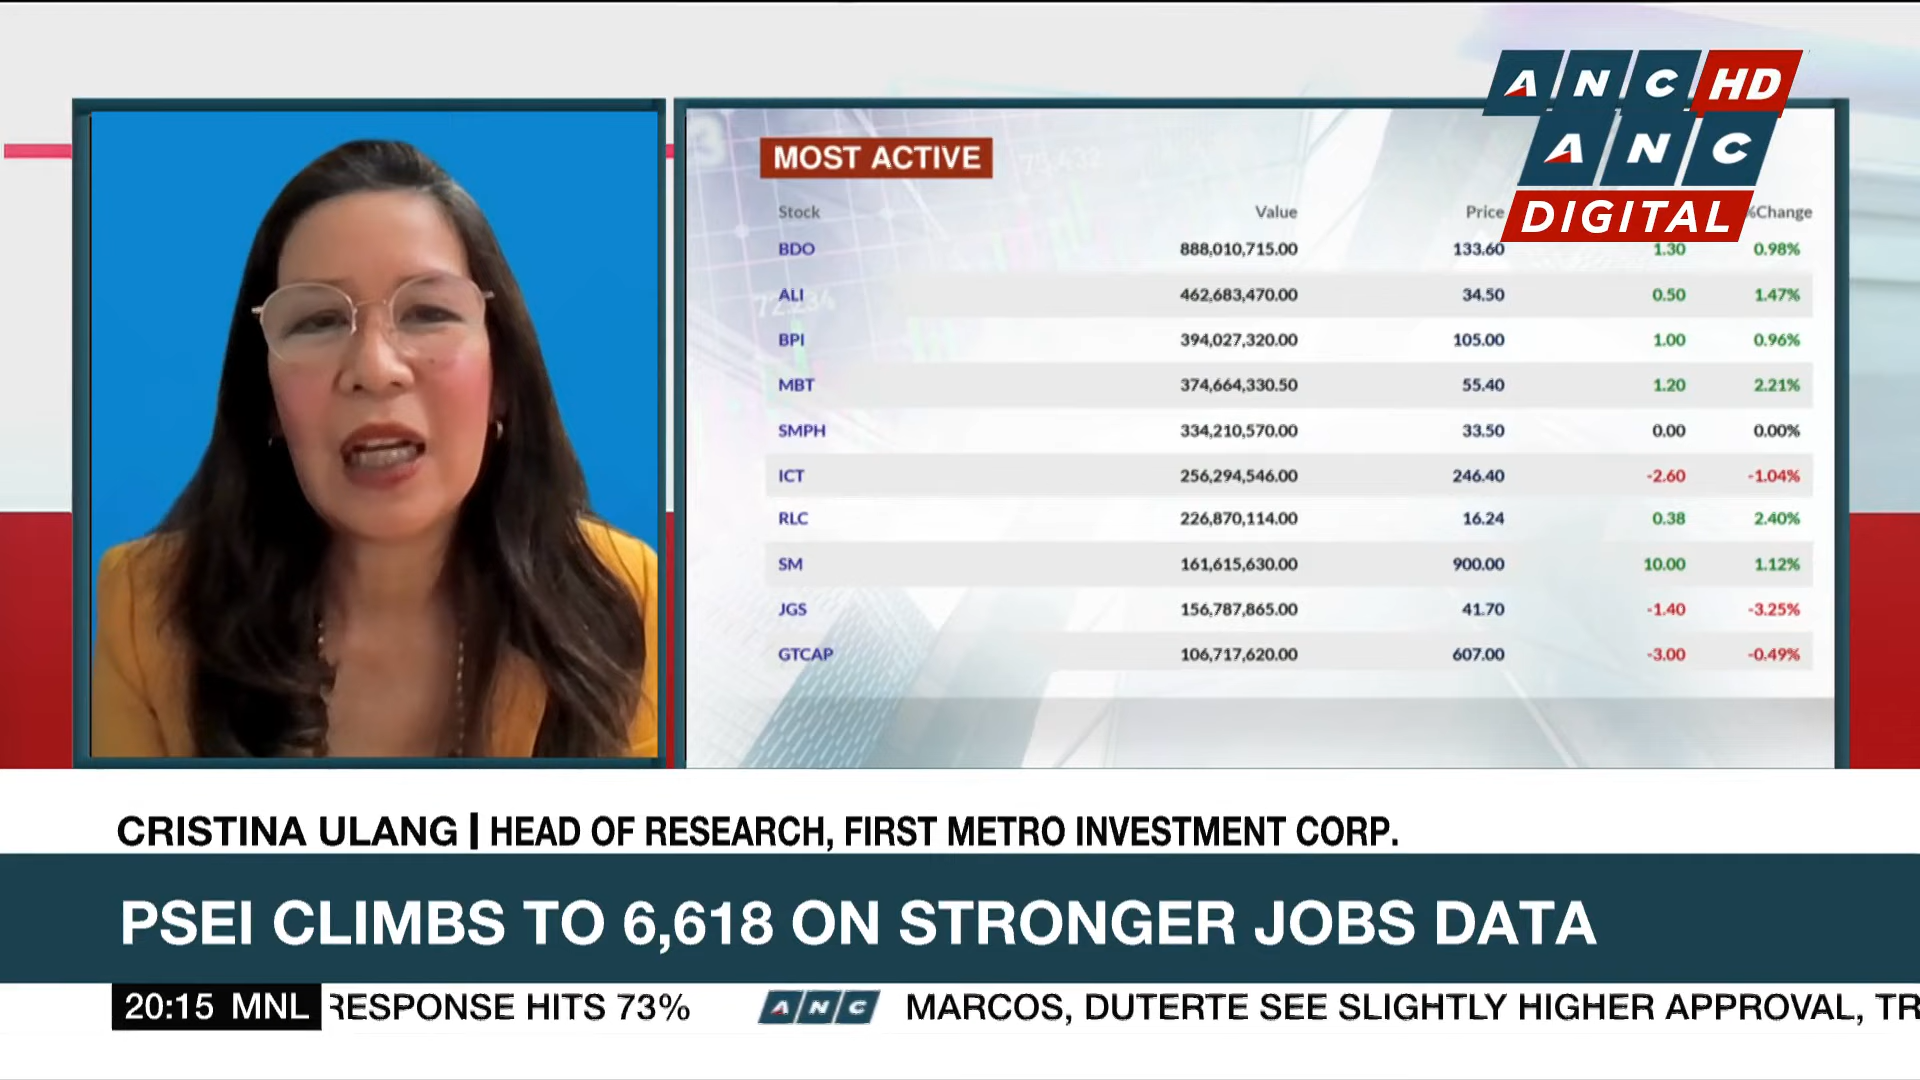 ANC HD
ANC
DIGITAL
MOST ACTIVE
Stock Value Price %Change
BDO 888,010,715.00 133.60 1.30 0.98%
ALI 462,683,470.00 34.50 0.50 1.47%
BPI 394,027,320.00 105.00 1.00 0.96%
MBT 374,664,330.50 55.40 1.20 2.21%
SMPH 334,210,570.00 33.50 0.00 0.00%
ICT 256,294,546.00 246.40 -2.60 -1.04%
RLC 226,870,114.00 16.24 0.38 2.40%
SM 161,615,630.00 900.00 10.00 1.12%
JGS 156,787,865.00 41.70 -1.40 -3.25%
GTCAP 106,717,620.00 607.00 -3.00 -0.49%
CRISTINA ULANG | HEAD OF RESEARCH, FIRST METRO INVESTMENT CORP.
PSEI CLIMBS TO 6,618 ON STRONGER JOBS DATA
20:15 MNL RESPONSE HITS 73% ANC MARCOS, DUTERTE SEE SLIGHTLY HIGHER APPROVAL, TR